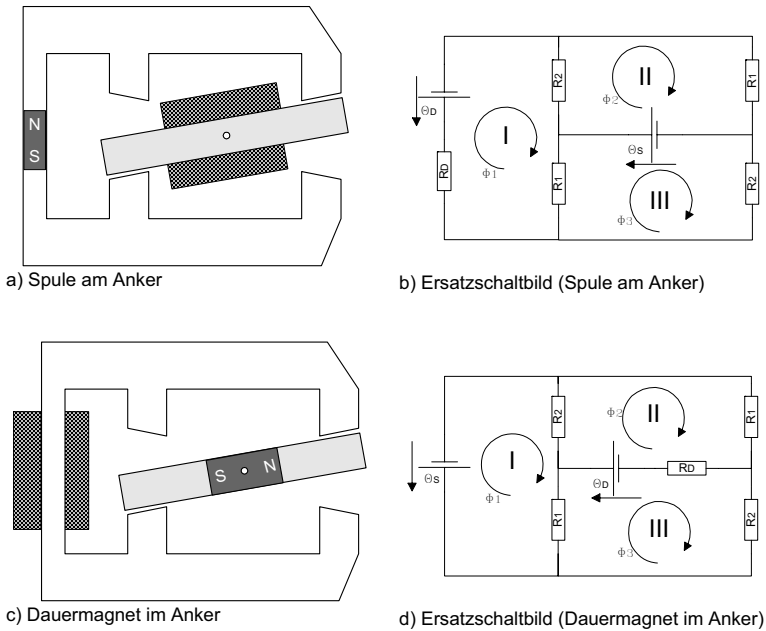 N
S
a) Spule am Anker
ΘD
RD
I
Φ1
R2
R1
II
Φ2
ΘS
III
Φ3
R1
R2
b) Ersatzschaltbild (Spule am Anker)
S N
c) Dauermagnet im Anker
ΘS
I
Φ1
R2
R1
II
Φ2
ΘD
RD
III
Φ3
R1
R2
d) Ersatzschaltbild (Dauermagnet im Anker)